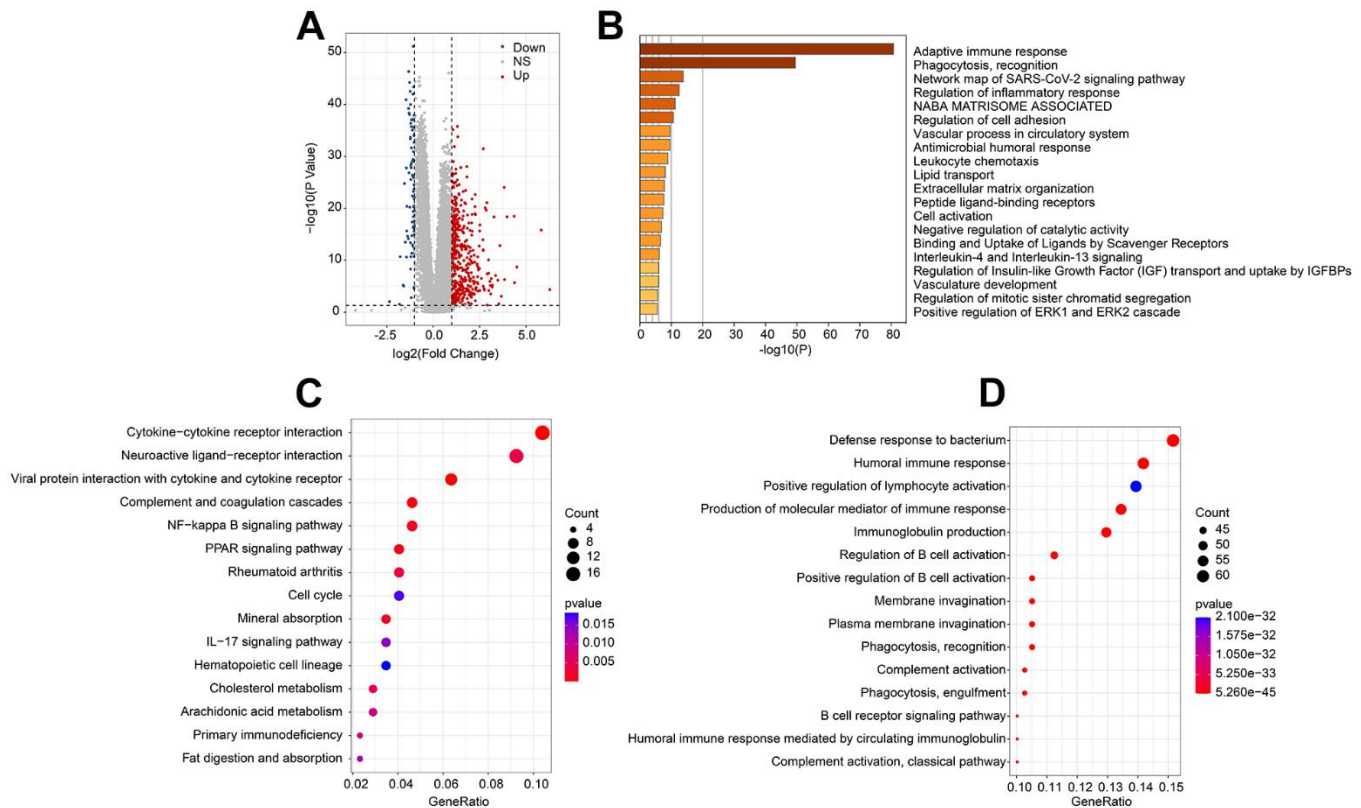 A
Down
NS
Up
50
40
30
20
10
0
-2.5
0.0
2.5
5.0
−log10(P Value)
log2(Fold Change)
B
Adaptive immune response
Phagocytosis, recognition
Network map of SARS-CoV-2 signaling pathway
Regulation of inflammatory response
NABA MATRISOME ASSOCIATED
Regulation of cell adhesion
Vascular process in circulatory system
Antimicrobial humoral response
Leukocyte chemotaxis
Lipid transport
Extracellular matrix organization
Peptide ligand-binding receptors
Cell activation
Negative regulation of catalytic activity
Binding and Uptake of Ligands by Scavenger Receptors
Interleukin-4 and Interleukin-13 signaling
Regulation of Insulin-like Growth Factor (IGF) transport and uptake by IGFBPs
Vasculature development
Regulation of mitotic sister chromatid segregation
Positive regulation of ERK1 and ERK2 cascade
0 10 20 30 40 50 60 70 80
-log10(P)
C
Cytokine−cytokine receptor interaction
Neuroactive ligand−receptor interaction
Viral protein interaction with cytokine and cytokine receptor
Complement and coagulation cascades
NF−kappa B signaling pathway
PPAR signaling pathway
Rheumatoid arthritis
Cell cycle
Mineral absorption
IL−17 signaling pathway
Hematopoietic cell lineage
Cholesterol metabolism
Arachidonic acid metabolism
Primary immunodeficiency
Fat digestion and absorption
0.02 0.04 0.06 0.08 0.10
GeneRatio
Count
4
8
12
16
pvalue
0.015
0.010
0.005
D
Defense response to bacterium
Humoral immune response
Positive regulation of lymphocyte activation
Production of molecular mediator of immune response
Immunoglobulin production
Regulation of B cell activation
Positive regulation of B cell activation
Membrane invagination
Plasma membrane invagination
Phagocytosis, recognition
Complement activation
Phagocytosis, engulfment
B cell receptor signaling pathway
Humoral immune response mediated by circulating immunoglobulin
Complement activation, classical pathway
0.10 0.11 0.12 0.13 0.14 0.15
GeneRatio
Count
45
50
55
60
pvalue
2.100e−32
1.575e−32
1.050e−32
5.250e−33
5.260e−45